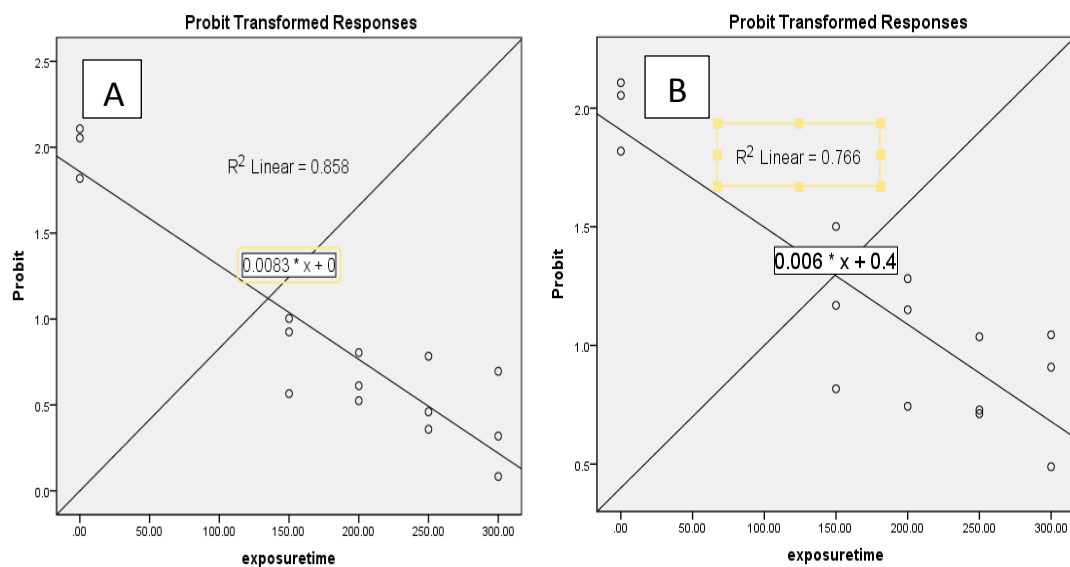 Probit Transformed Responses
A
R² Linear = 0.858
0.0083 * x + 0
2.5
2.0
1.5
1.0
0.5
0.0
Probit
.00 50.00 100.00 150.00 200.00 250.00 300.00
exposuretime
Probit Transformed Responses
B
R² Linear = 0.766
0.006 * x + 0.4
2.0
1.5
1.0
0.5
Probit
.00 50.00 100.00 150.00 200.00 250.00 300.00
exposuretime